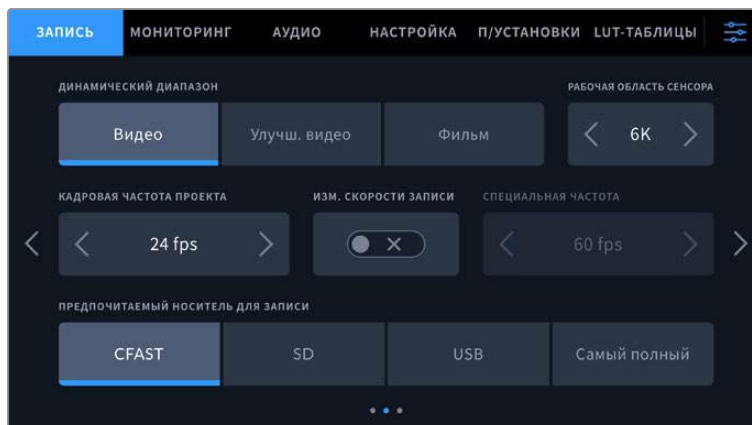 ЗАПИСЬ МОНИТОРИНГ АУДИО НАСТРОЙКА П/УСТАНОВКИ LUT-ТАБЛИЦЫ
ДИНАМИЧЕСКИЙ ДИАПАЗОН РАБОЧАЯ ОБЛАСТЬ СЕНСОРА
Видео Улучш. видео Фильм 6K
КАДРОВАЯ ЧАСТОТА ПРОЕКТА ИЗМ. СКОРОСТИ ЗАПИСИ СПЕЦИАЛЬНАЯ ЧАСТОТА
24 fps 60 fps
ПРЕДПОЧИТАЕМЫЙ НОСИТЕЛЬ ДЛЯ ЗАПИСИ
CFAST SD USB Самый полный